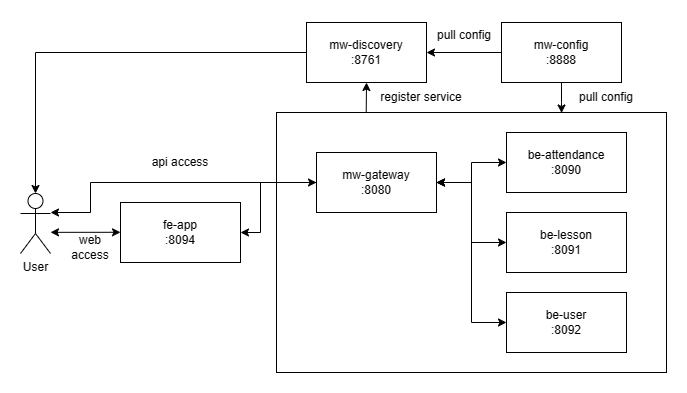 mw-discovery
:8761
pull config
mw-config
:8888
register service
pull config
api access
mw-gateway
:8080
be-attendance
:8090
fe-app
:8094
web
access
User
be-lesson
:8091
be-user
:8092